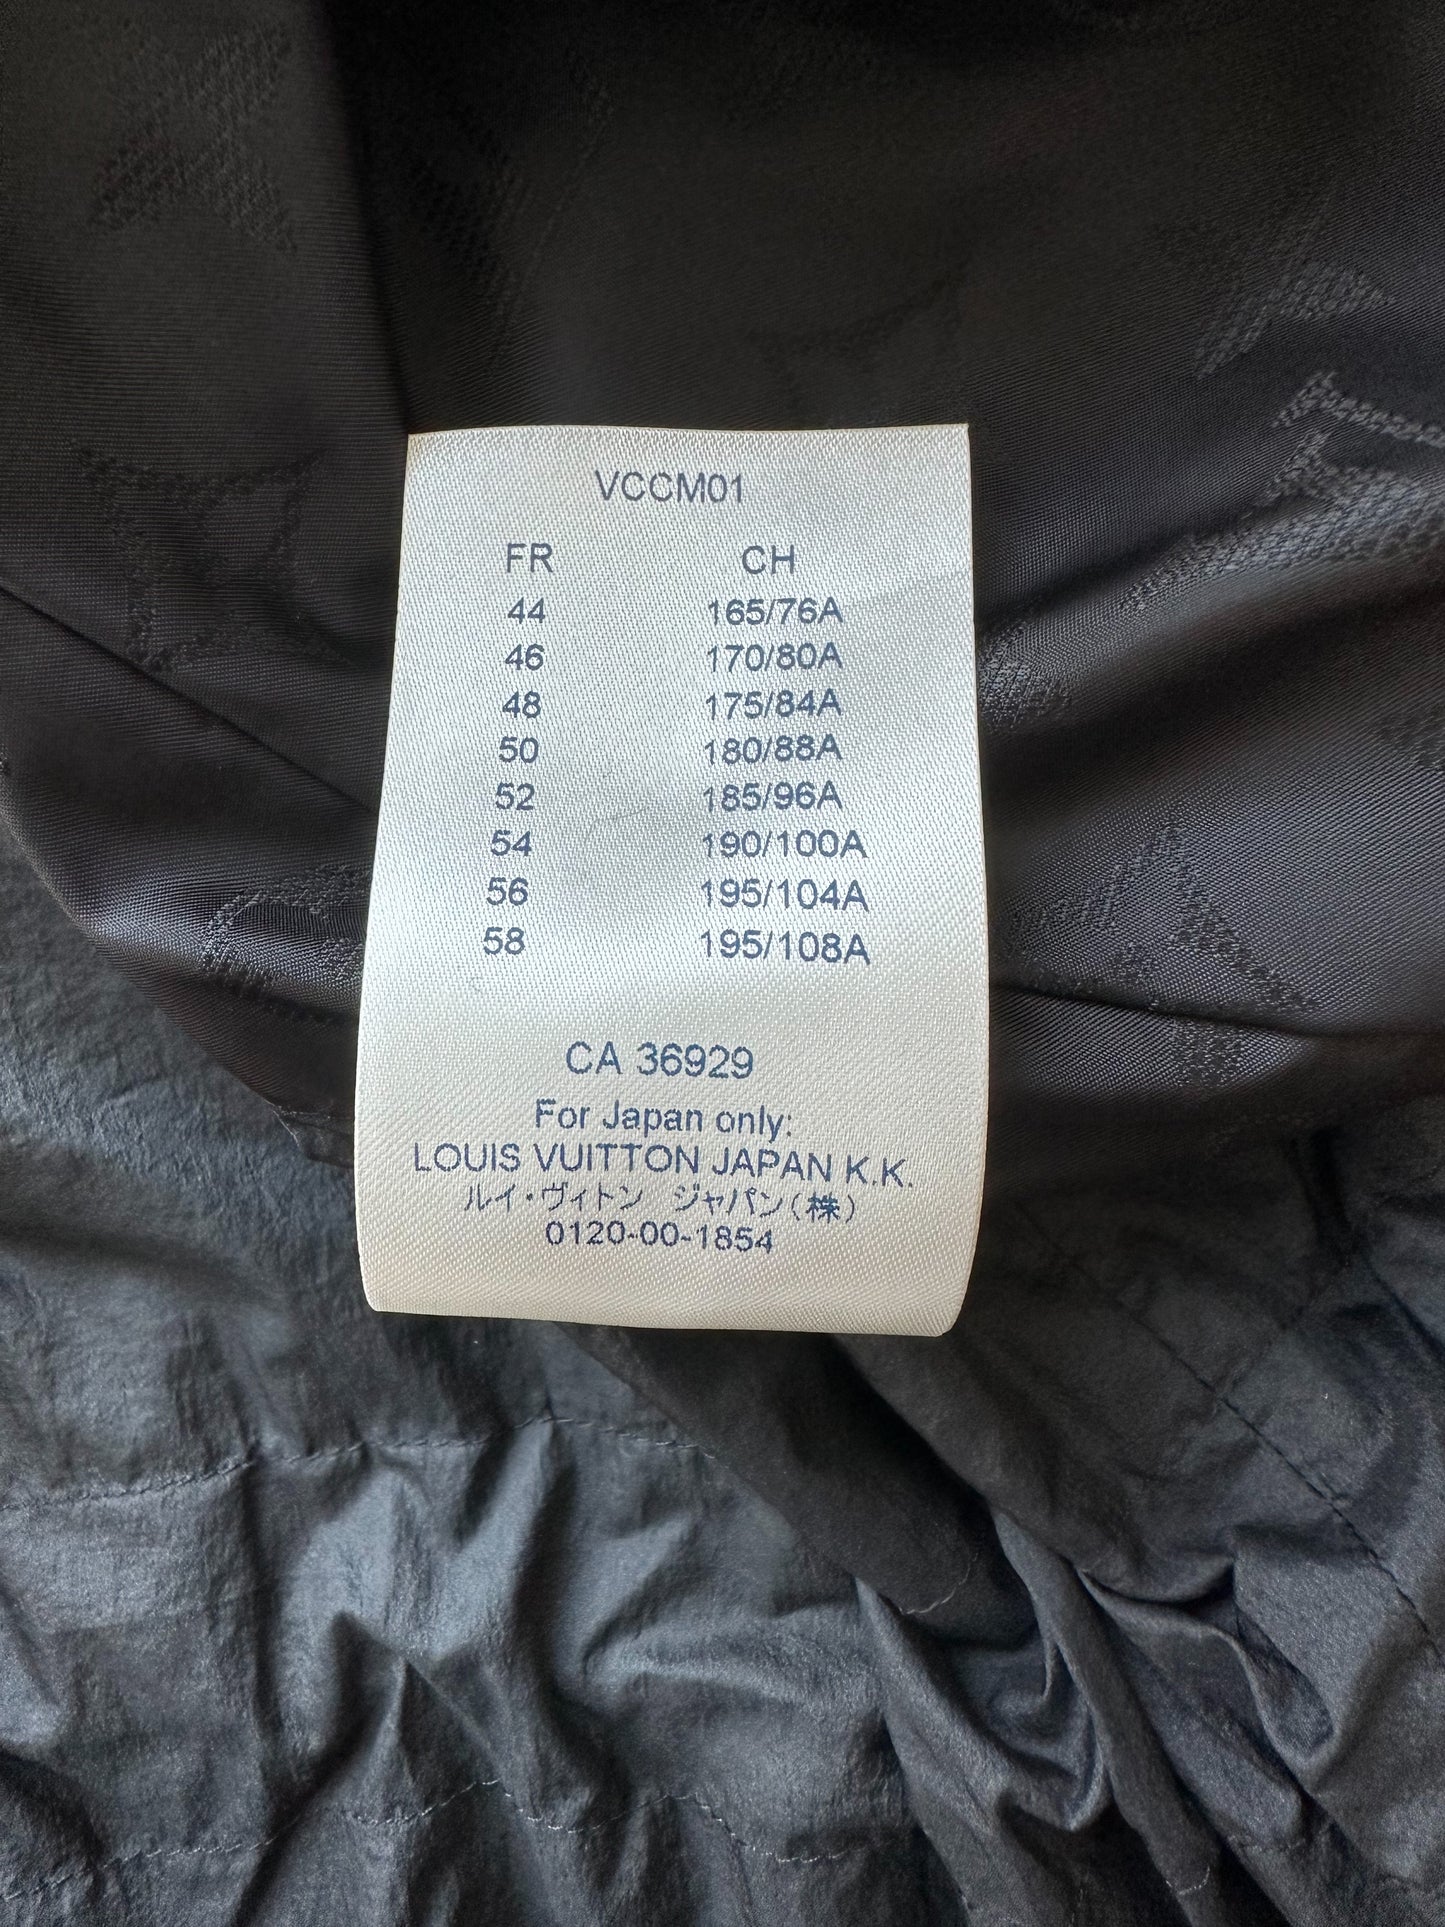 VCCM01
FR CH
44 165/76A
46 170/80A
48 175/84A
50 180/88A
52 185/96A
54 190/100A
56 195/104A
58 195/108A
CA 36929
For Japan only:
LOUIS VUITTON JAPAN K.K.
ルイ・ヴィトン ジャパン(株)
0120-00-1854